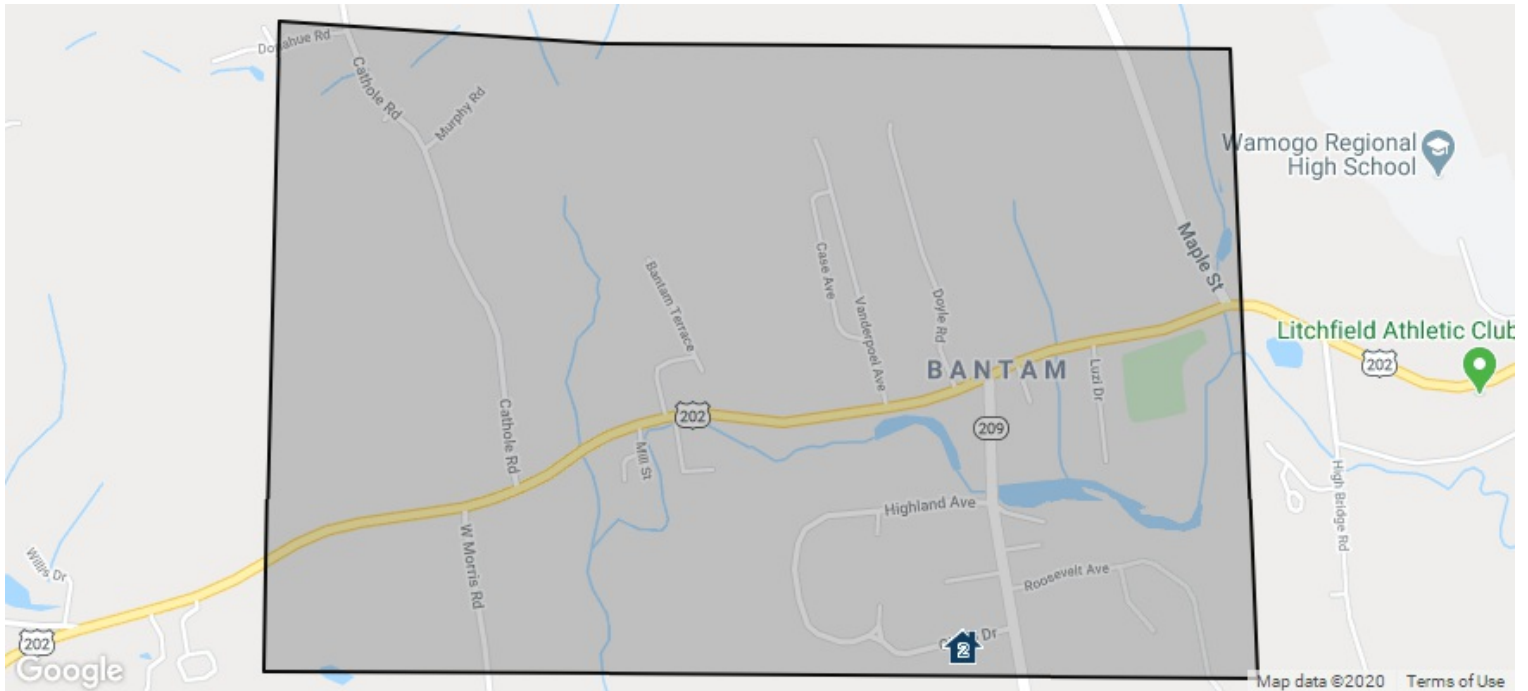 Donahue Rd
Cathole Rd
Murphy Rd
Wamogo Regional
High School
Maple St
Case Ave
Vanderpoel Ave
Doyle Rd
Bantam Terrace
Litchfield Athletic Club
202
BANTAM
Luzi Dr
Cathole Rd
202
209
Mill St
High Bridge Rd
Highland Ave
W Morris Rd
Willis Dr
Roosevelt Ave
202
Dr
2
Google
Map data ©2020
Terms of Use